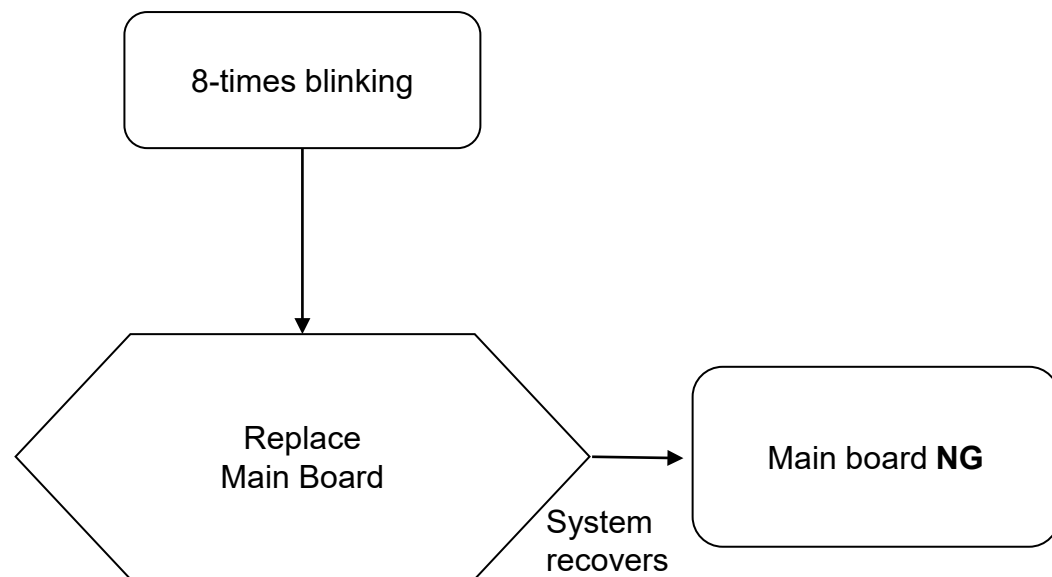 8-times blinking
Replace
Main Board
Main board NG
System
recovers